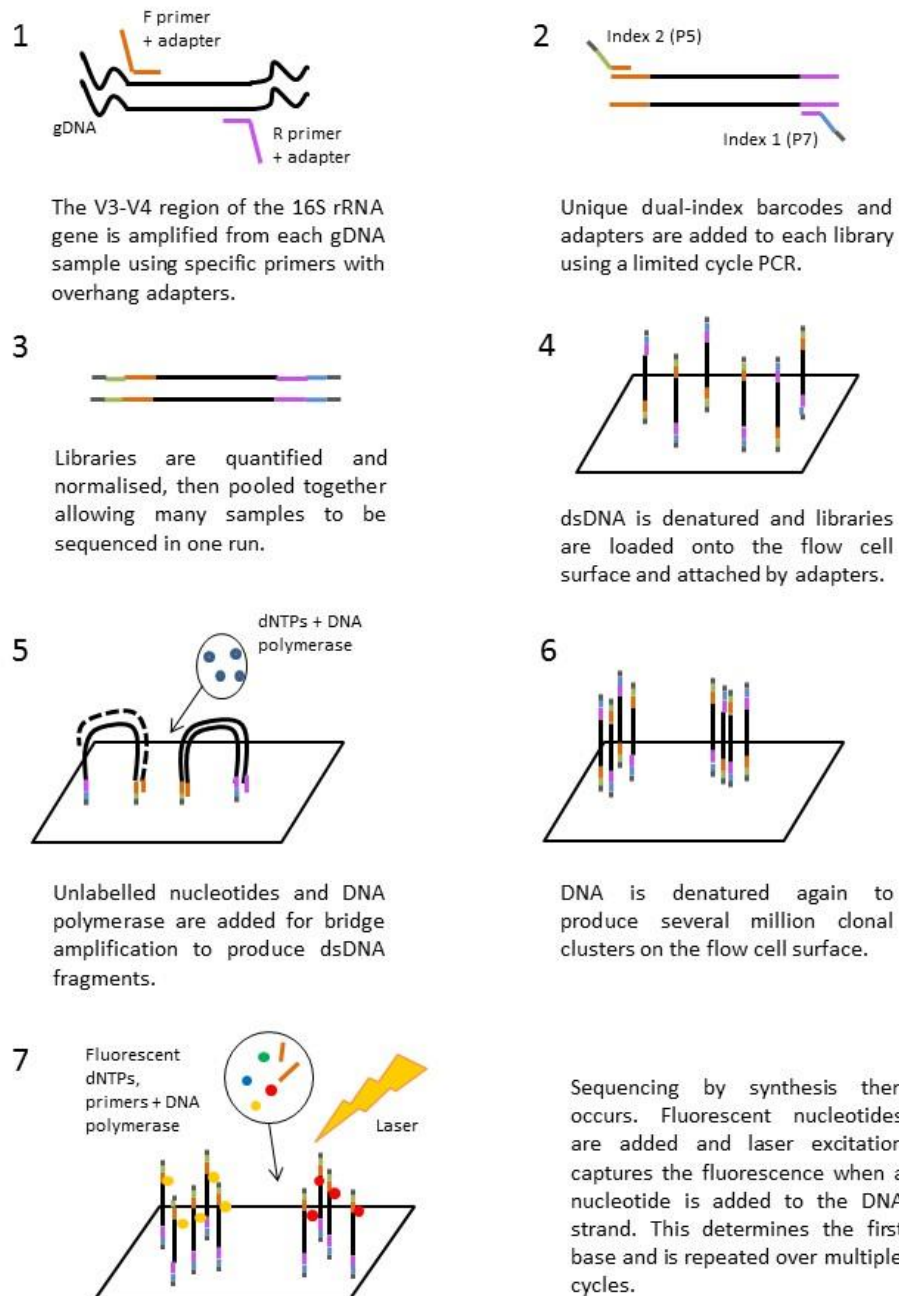 1
F primer
+ adapter
gDNA
R primer
+ adapter
The V3-V4 region of the 16S rRNA
gene is amplified from each gDNA
sample using specific primers with
overhang adapters.
2
Index 2 (P5)
Index 1 (P7)
Unique dual-index barcodes and
adapters are added to each library
using a limited cycle PCR.
3
Libraries are quantified and
normalised, then pooled together
allowing many samples to be
sequenced in one run.
4
dsDNA is denatured and libraries
are loaded onto the flow cell
surface and attached by adapters.
5
dNTPs + DNA
polymerase
Unlabelled nucleotides and DNA
polymerase are added for bridge
amplification to produce dsDNA
fragments.
6
DNA is denatured again to
produce several million clonal
clusters on the flow cell surface.
7
Fluorescent
dNTPs,
primers + DNA
polymerase
Laser
Sequencing by synthesis then
occurs. Fluorescent nucleotides
are added and laser excitation
captures the fluorescence when a
nucleotide is added to the DNA
strand. This determines the first
base and is repeated over multiple
cycles.